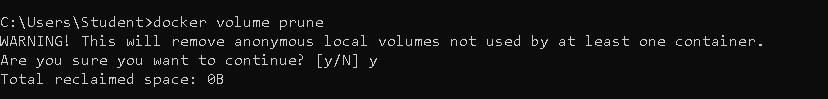 C:\Users\Student>docker volume prune
WARNING! This will remove anonymous local volumes not used by at least one container.
Are you sure you want to continue? [y/N] y
Total reclaimed space: 0B